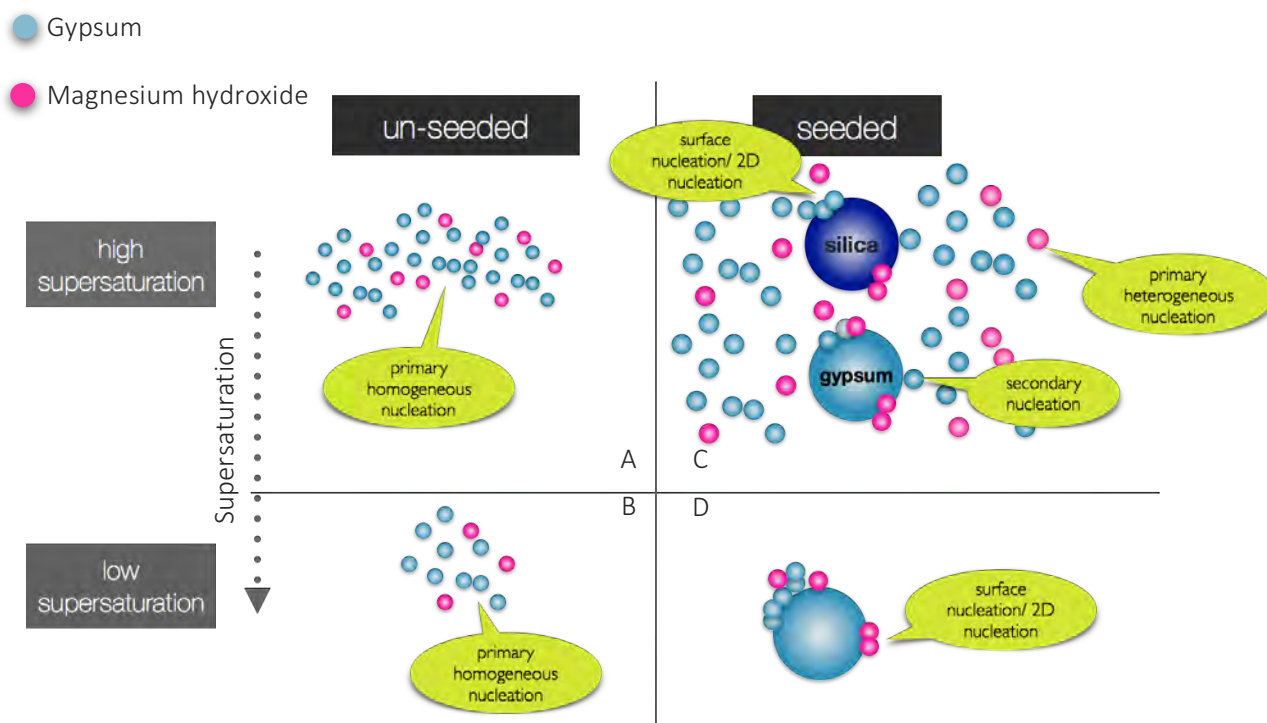 Gypsum
Magnesium hydroxide
un-seeded
seeded
surface
nucleation/ 2D
nucleation
high
supersaturation
silica
primary
heterogeneous
nucleation
primary
homogeneous
nucleation
gypsum
secondary
nucleation
Supersaturation
A
C
B
D
low
supersaturation
primary
homogeneous
nucleation
surface
nucleation/ 2D
nucleation